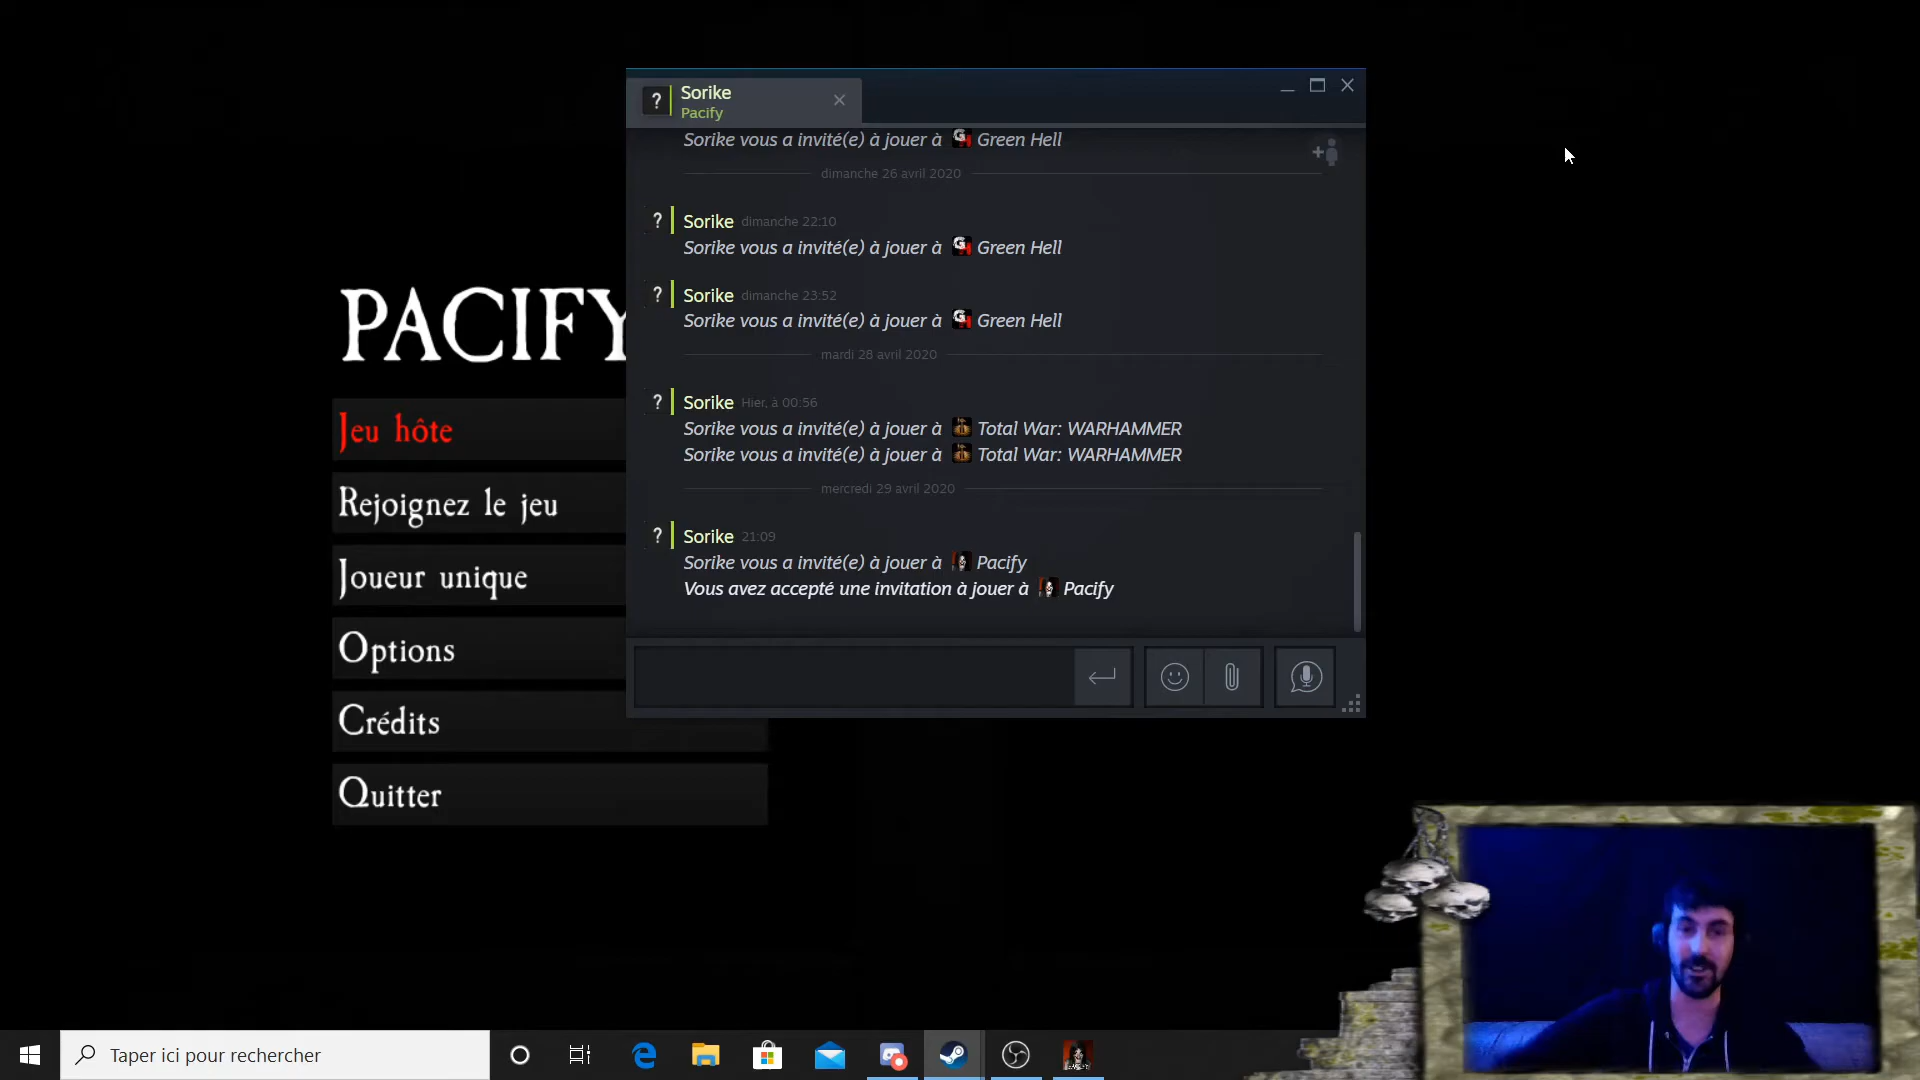 Sorike
Pacify
Sorike vous a invité(e) à jouer à Green Hell
dimanche 26 avril 2020
Sorike dimanche 22:10
Sorike vous a invité(e) à jouer à Green Hell
Sorike dimanche 23:52
Sorike vous a invité(e) à jouer à Green Hell
mardi 28 avril 2020
Sorike Hier, à 00:56
Sorike vous a invité(e) à jouer à Total War: WARHAMMER
Sorike vous a invité(e) à jouer à Total War: WARHAMMER
mercredi 29 avril 2020
Sorike 21:09
Sorike vous a invité(e) à jouer à Pacify
Vous avez accepté une invitation à jouer à Pacify
PACIFY
Jeu hôte
Rejoignez le jeu
Joueur unique
Options
Crédits
Quitter
Taper ici pour rechercher